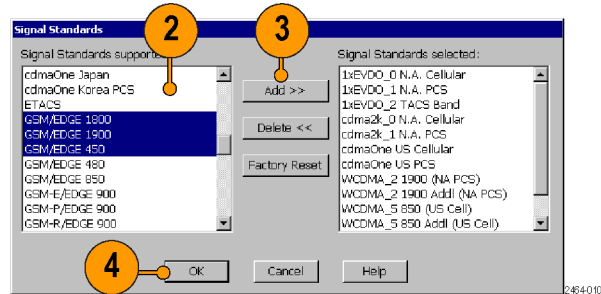 Signal Standards
2
3
Signal Standards supporte
Signal Standards selected:
cdmaOne Japan
cdmaOne Korea PCS
ETACS
GSM/EDGE 1800
GSM/EDGE 1900
GSM/EDGE 450
GSM/EDGE 480
GSM/EDGE 850
GSM-E/EDGE 900
GSM-P/EDGE 900
GSM-R/EDGE 900
Add >>
Delete <<
Factory Reset
1xEVDO_0 N.A. Cellular
1xEVDO_1 N.A. PCS
1xEVDO_2 TACS Band
cdma2k_0 N.A. Cellular
cdma2k_1 N.A. PCS
cdmaOne US Cellular
cdmaOne US PCS
WCDMA_2 1900 (NA PCS)
WCDMA_2 1900 Addl (NA PCS)
WCDMA_5 850 (US Cell)
WCDMA_5 850 Addl (US Cell)
4
OK
Cancel
Help
2464-010